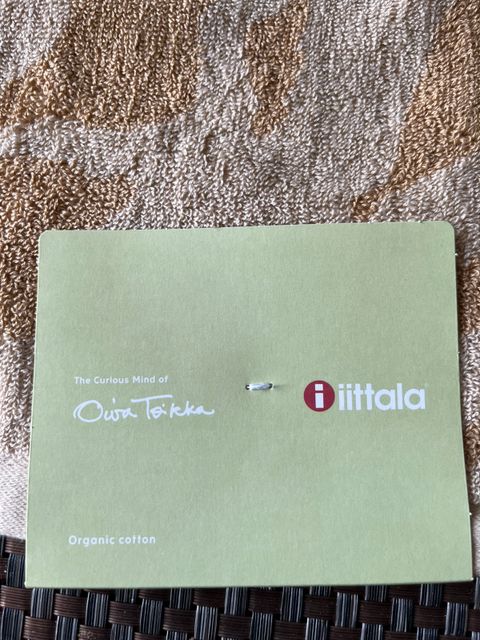 The Curious Mind of
Oiva Toikka
i iittala
Organic cotton